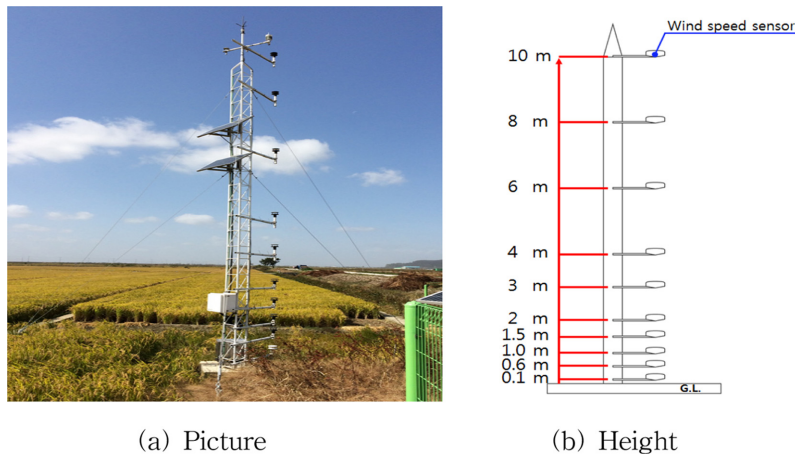 Wind speed sensor
10 m
8 m
6 m
4 m
3 m
2 m
1.5 m
1.0 m
0.6 m
0.1 m
G.L.
(a) Picture
(b) Height